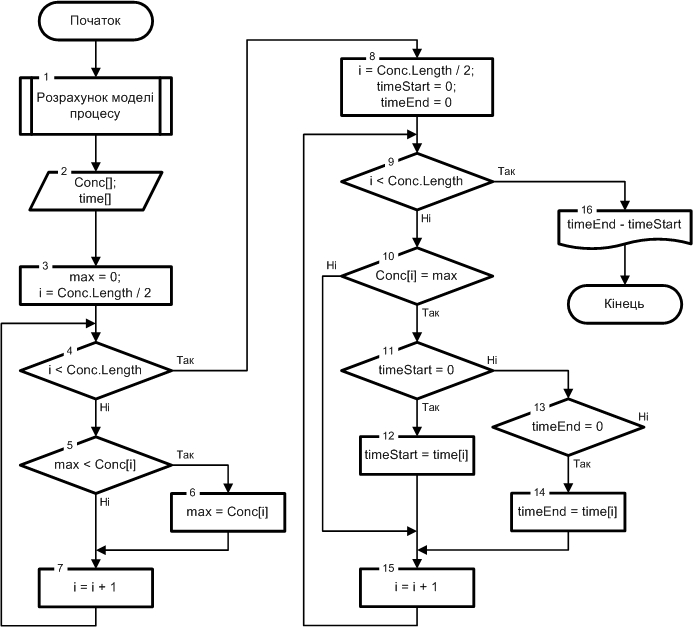 Початок
1
Розрахунок моделі
процесу
2
Conc[];
time[]
3
max = 0;
i = Conc.Length / 2
4
i < Conc.Length
Так
Ні
5
max < Conc[i]
Так
Ні
6
max = Conc[i]
7
i = i + 1
8
i = Conc.Length / 2;
timeStart = 0;
timeEnd = 0
9
i < Conc.Length
Так
Ні
10
Conc[i] = max
Ні
Так
11
timeStart = 0
Ні
Так
12
timeStart = time[i]
13
timeEnd = 0
Ні
Так
14
timeEnd = time[i]
15
i = i + 1
16
timeEnd - timeStart
Кінець